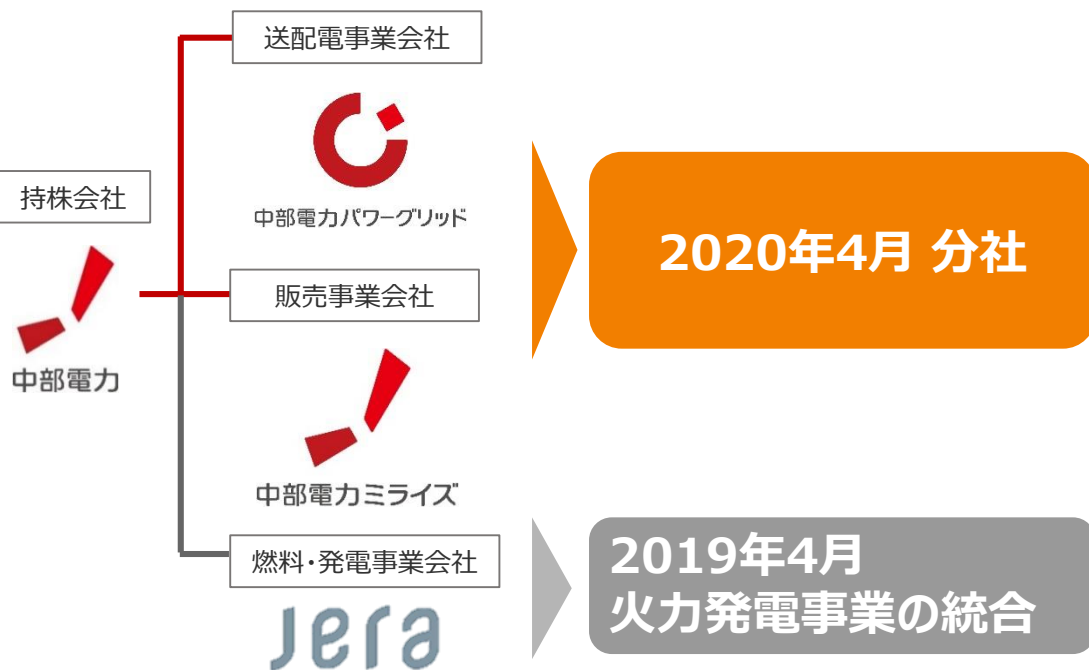 送配電事業会社
中部電力パワーグリッド
持株会社
中部電力
販売事業会社
中部電力ミライズ
燃料・発電事業会社
Jera
2020年4月 分社
2019年4月
火力発電事業の統合